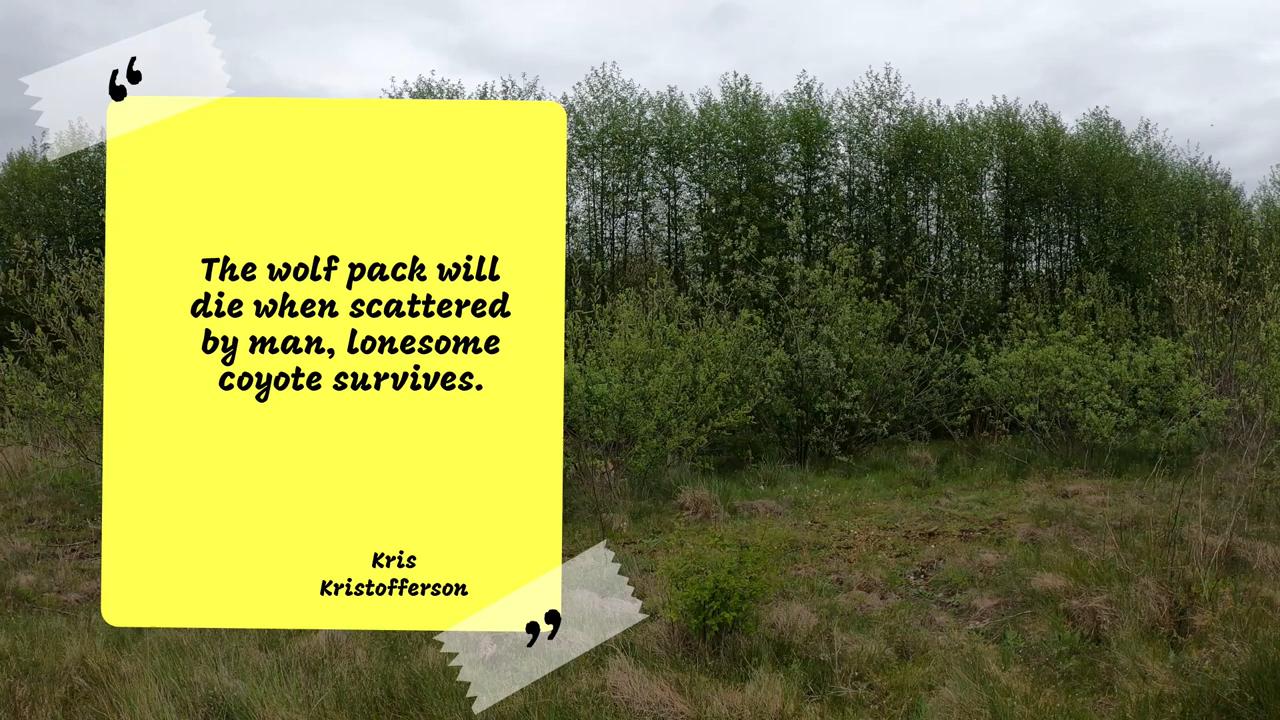 “
The wolf pack will
die when scattered
by man, lonesome
coyote survives.
Kris
Kristofferson
”